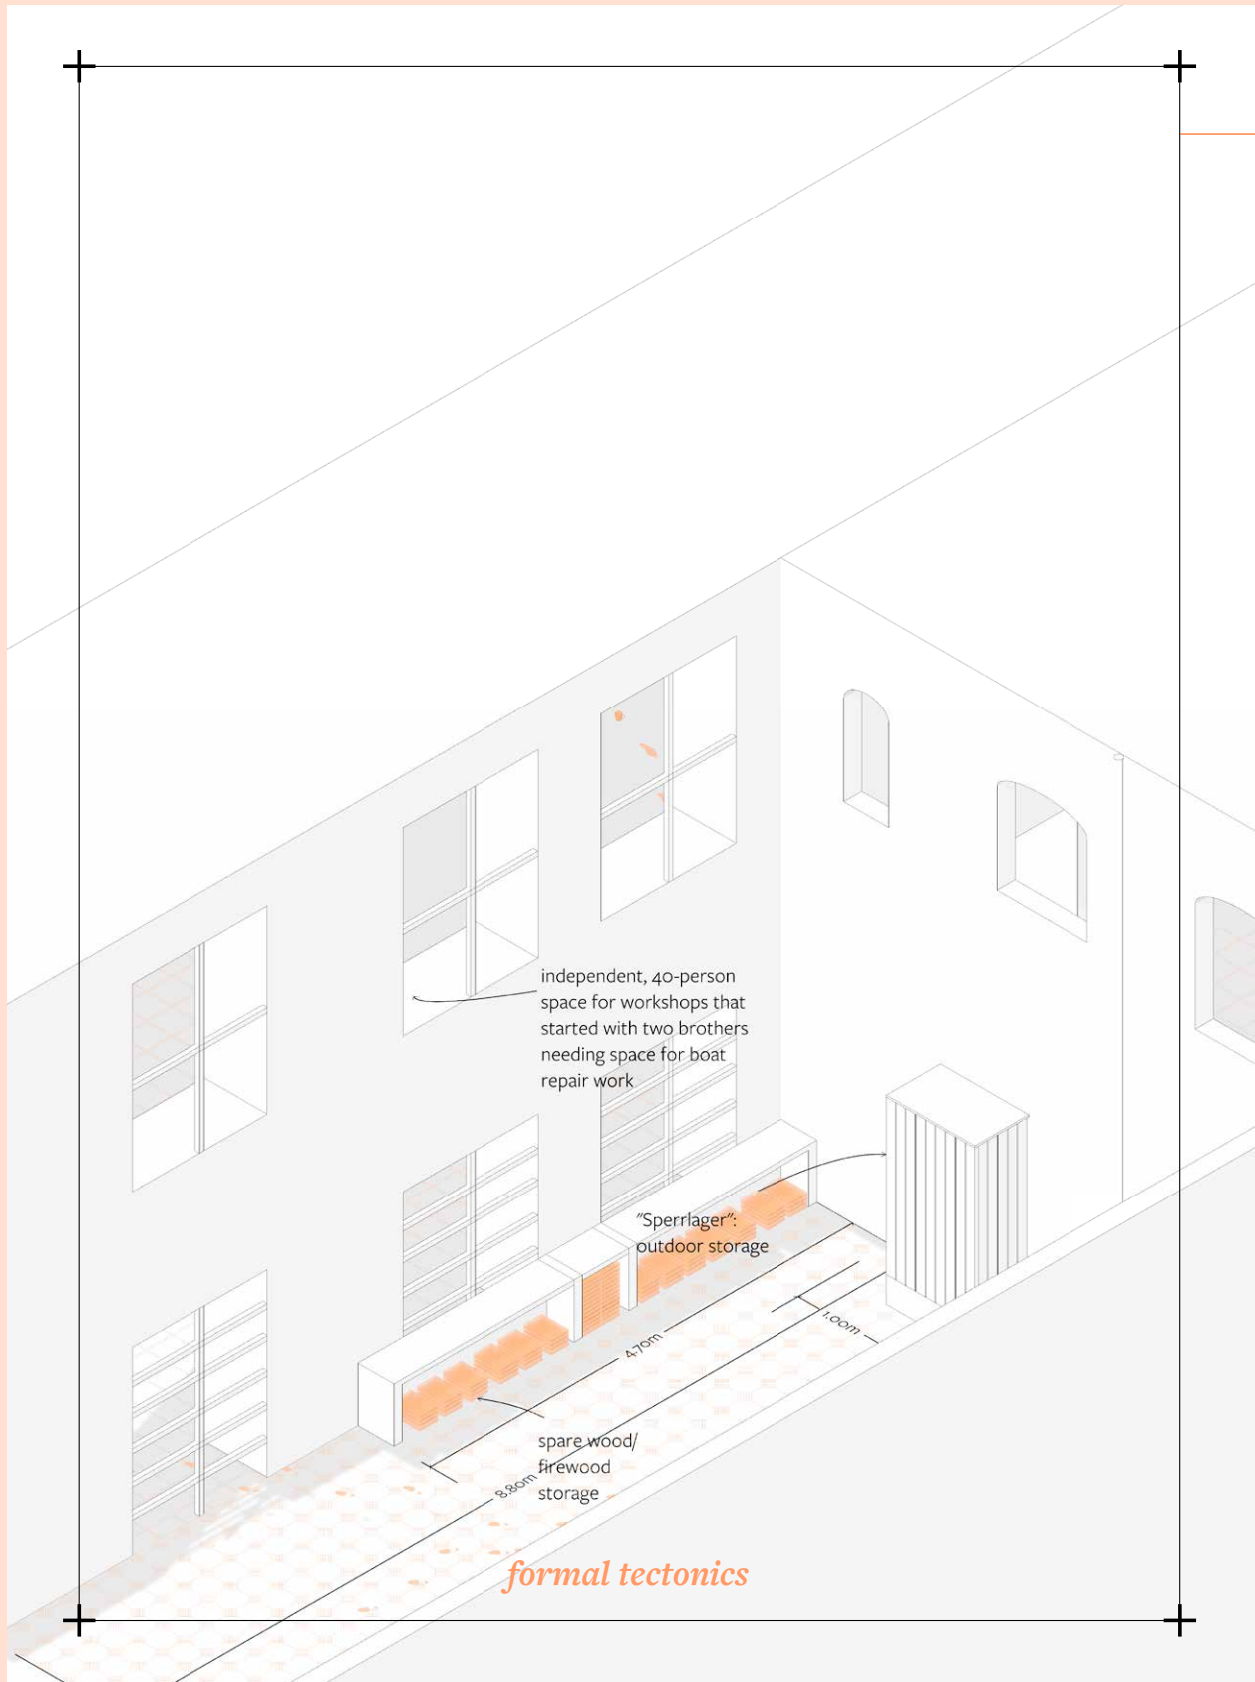 independent, 40-person
space for workshops that
started with two brothers
needing space for boat
repair work
"Sperrlager":
outdoor storage
1.00m
4.70m
spare wood/
firewood
storage
8.80m
formal tectonics